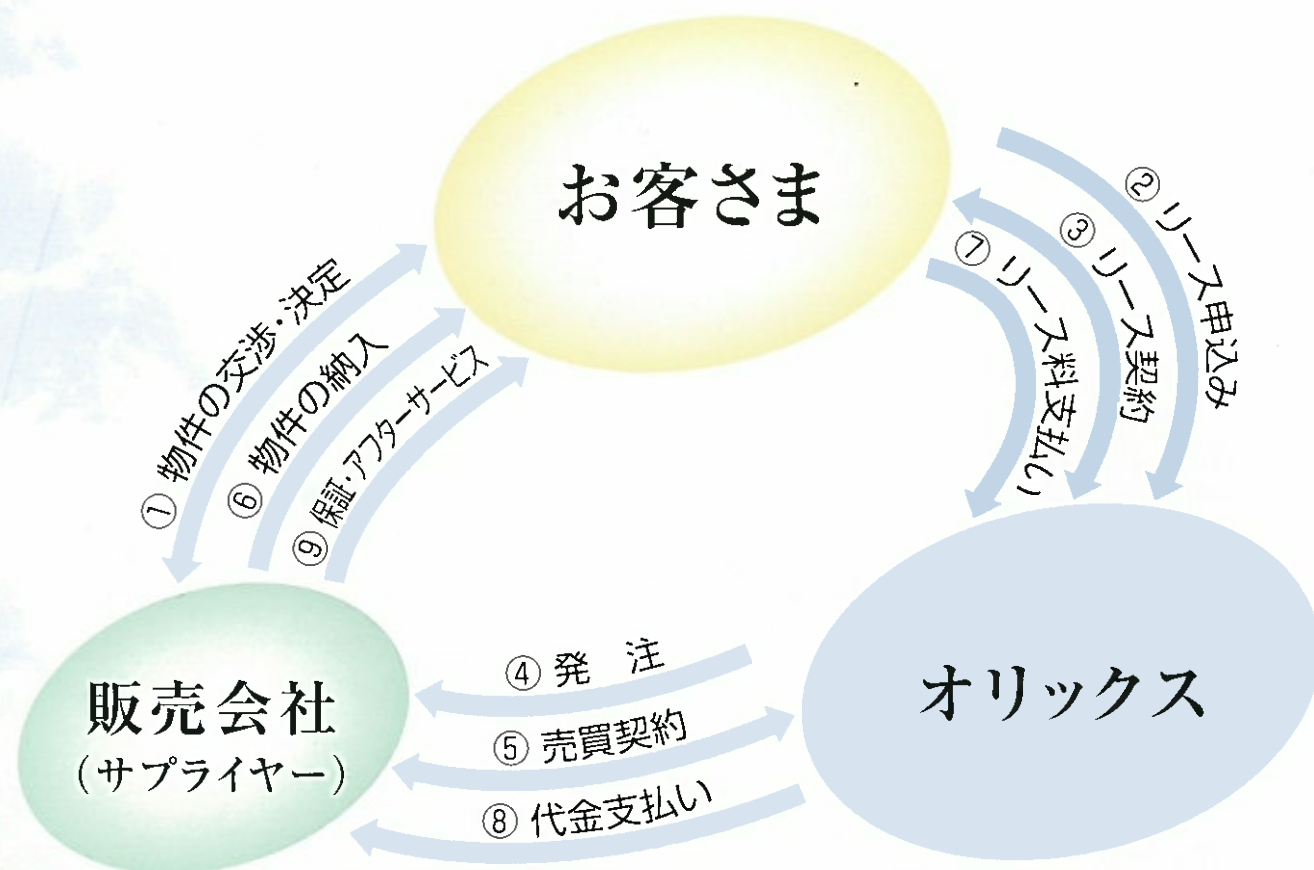 お客さま
① 物件の交渉・決定
⑥ 物件の納入
⑨ 保証・アフターサービス
② リース申込み
③ リース契約
⑦ リース料支払い
販売会社
(サプライヤー)
④ 発 注
⑤ 売買契約
⑧ 代金支払い
オリックス